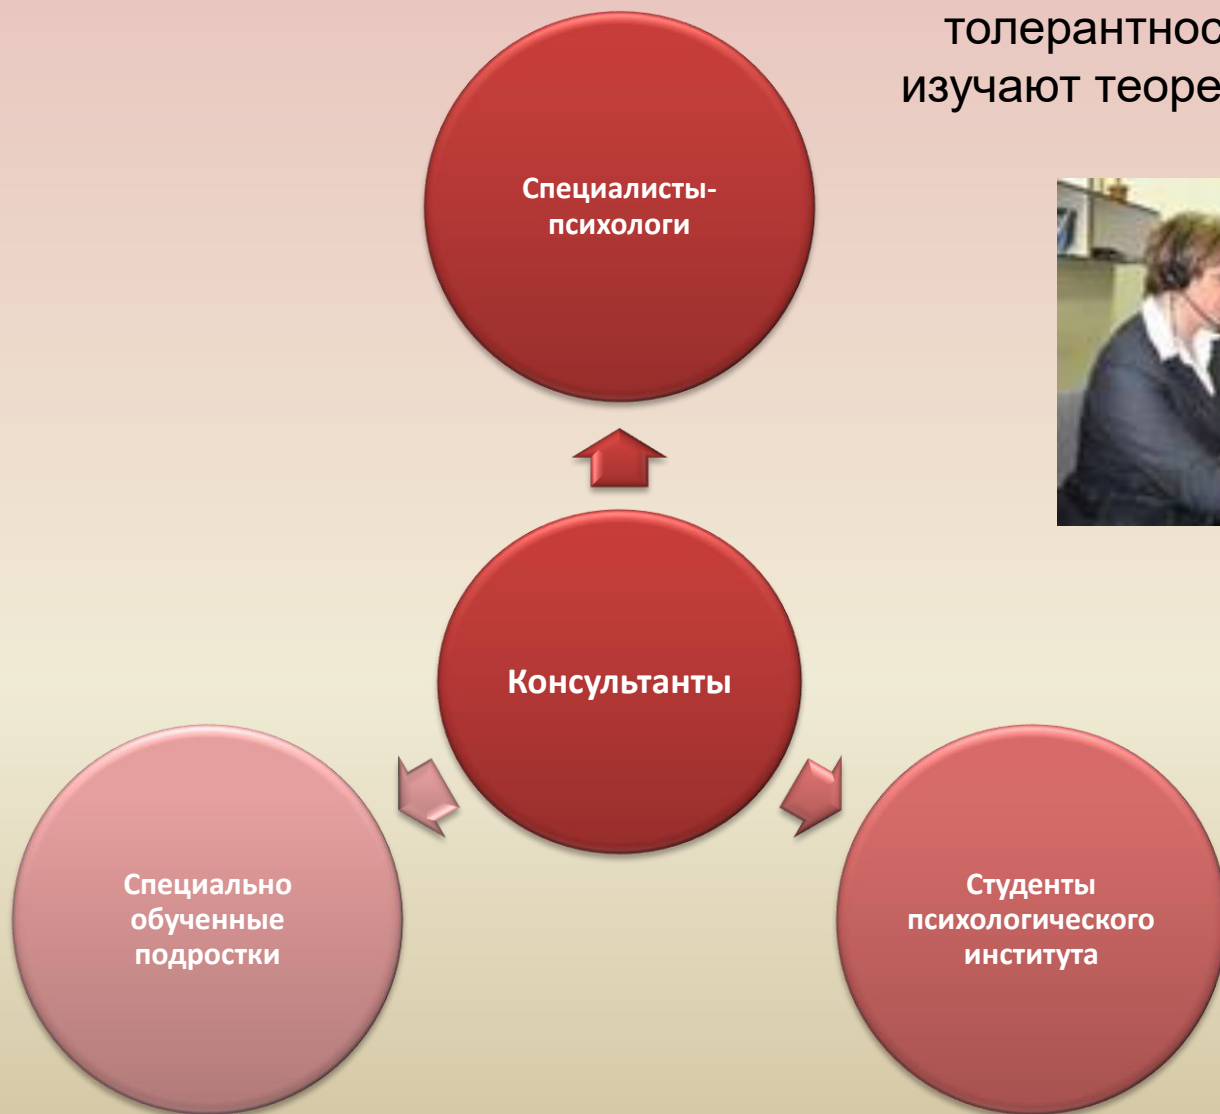 толерантнос
изучают теоре
Специалисты-
психологи
Консультанты
Специально
обученные
подростки
Студенты
психологического
института